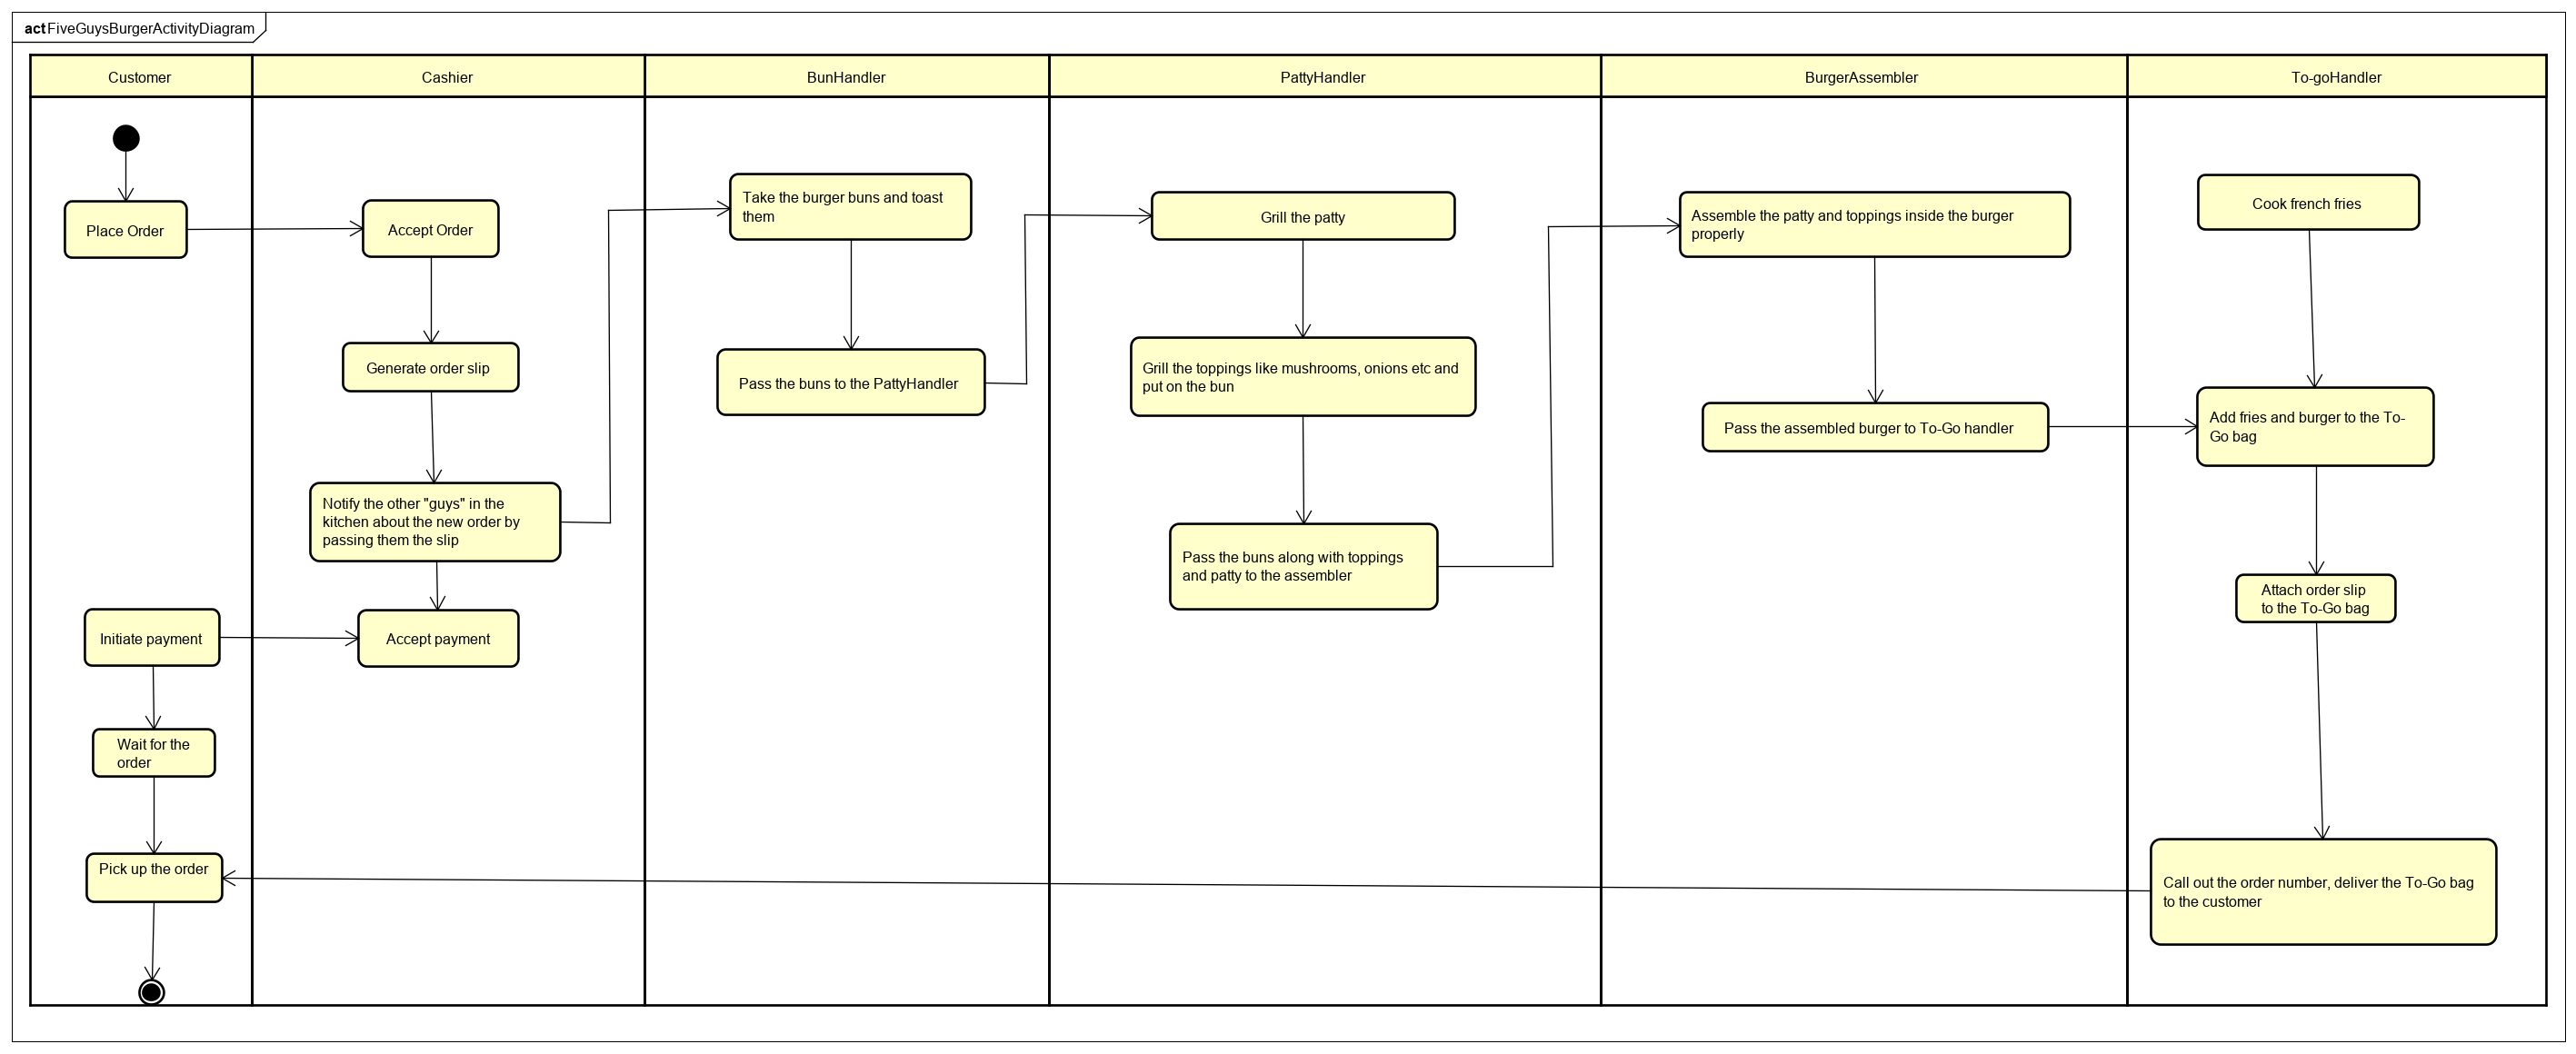 actFiveGuysBurgerActivityDiagram
Customer
Cashier
BunHandler
PattyHandler
BurgerAssembler
To-goHandler
Place Order
Initiate payment
Wait for the
order
Pick up the order
Accept Order
Generate order slip
Notify the other "guys" in the
kitchen about the new order by
passing them the slip
Accept payment
Take the burger buns and toast
them
Pass the buns to the PattyHandler
Grill the patty
Grill the toppings like mushrooms, onions etc and
put on the bun
Pass the buns along with toppings
and patty to the assembler
Assemble the patty and toppings inside the burger
properly
Pass the assembled burger to To-Go handler
Cook french fries
Add fries and burger to the To-
Go bag
Attach order slip
to the To-Go bag
Call out the order number, deliver the To-Go bag
to the customer